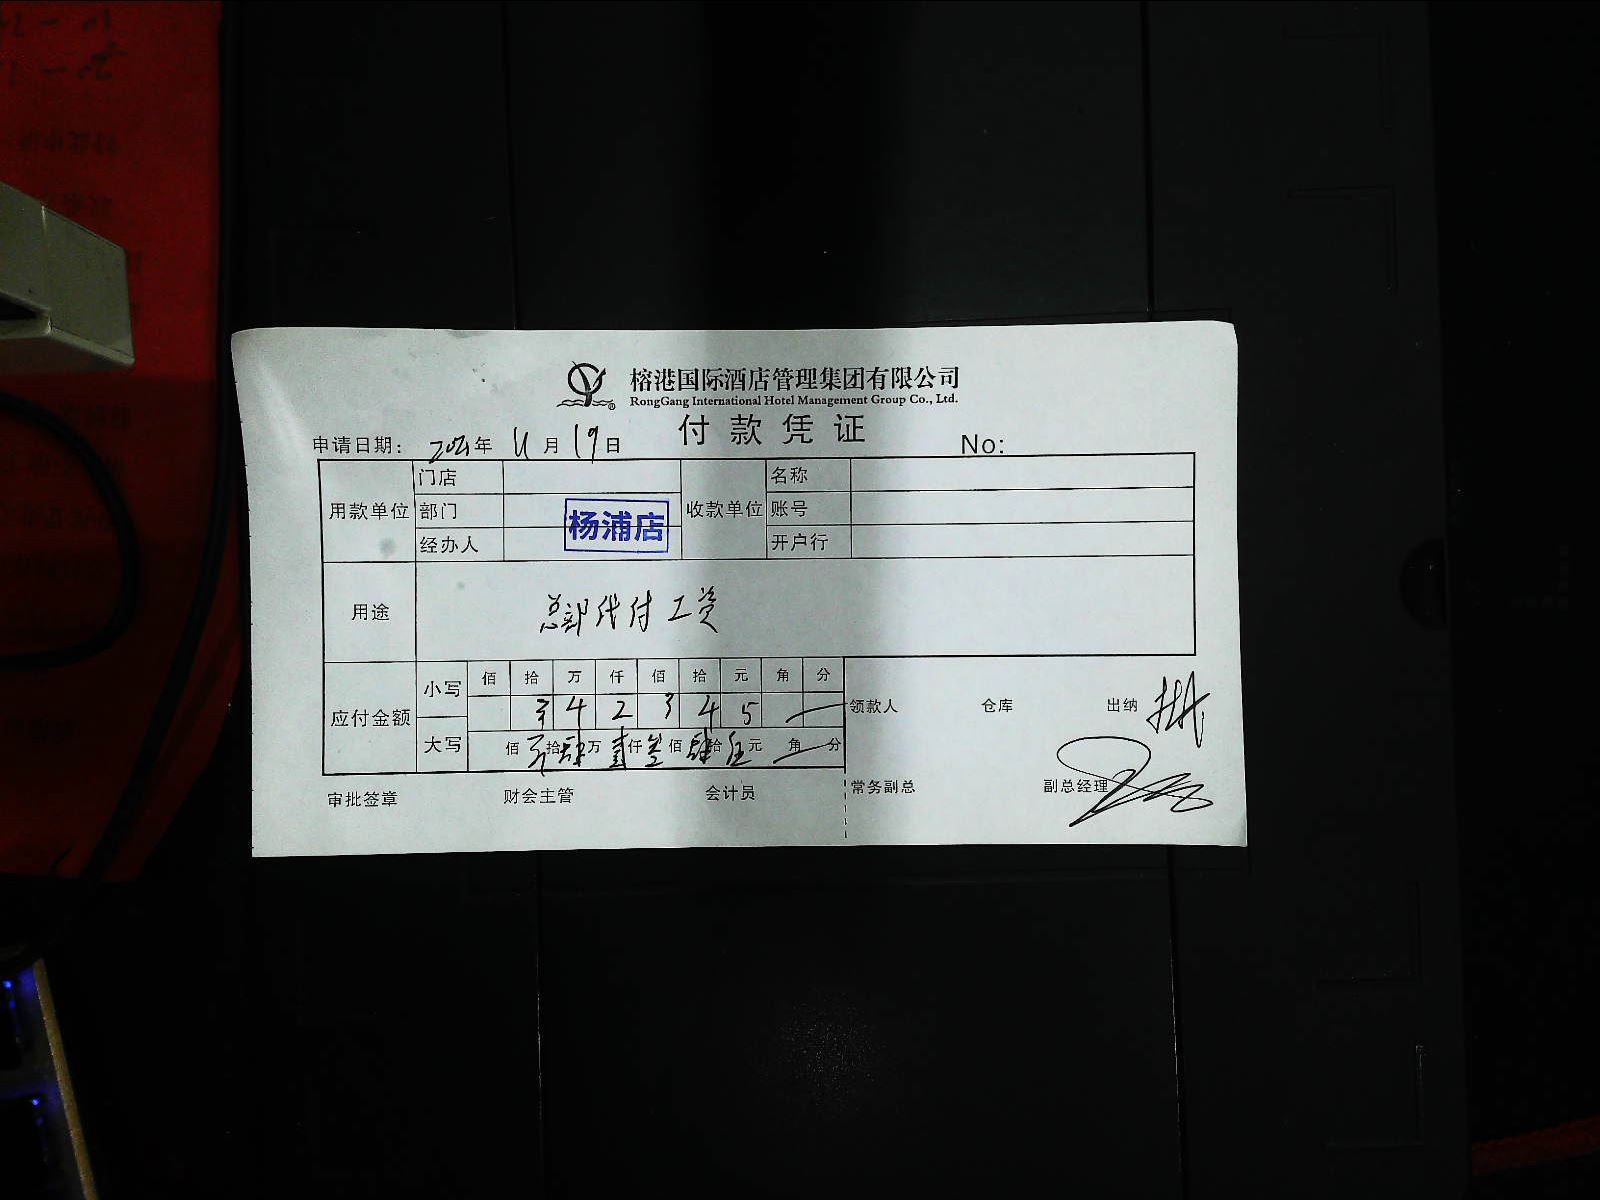 榕港国际酒店管理集团有限公司
RongGang International Hotel Management Group Co., Ltd.
付款凭证
申请日期: 2021年 11月 19日 No:
用款单位 门店 收款单位 名称
部门 账号
杨浦店
经办人 开户行
用途 总部代付工资
应付金额 小写 佰 拾 万 仟 佰 拾 元 角 分
¥ 4 2 3 4 5
领款人 仓库 出纳
大写 佰 拾 肆 万 仟 叁 佰 肆 拾 伍 元 角 分
审批签章 财会主管 会计员 常务副总 副总经理